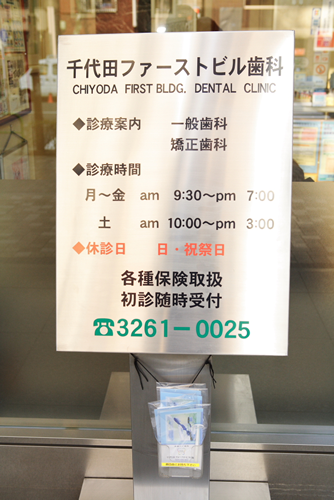 千代田ファーストビル歯科
CHIYODA FIRST BLDG. DENTAL CLINIC
◆診療案内 一般歯科
矯正歯科
◆診療時間
月～金 am 9:30～pm 7:00
土 am 10:00～pm 3:00
◆休診日 日・祝祭日
各種保険取扱
初診随時受付
☎3261－0025